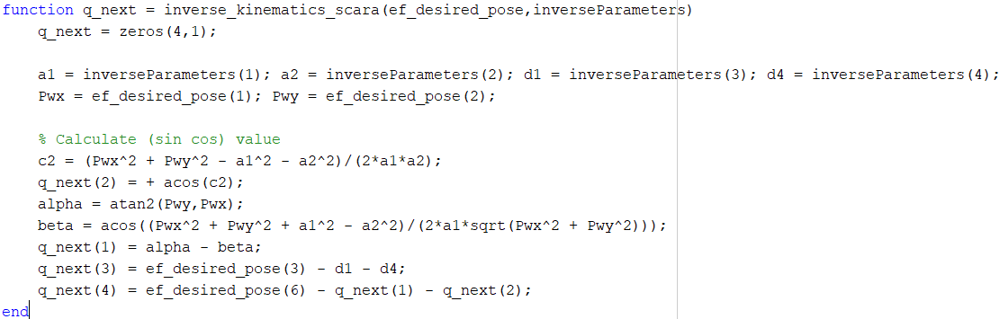 function q_next = inverse_kinematics_scara(ef_desired_pose,inverseParameters)
q_next = zeros(4,1);
a1 = inverseParameters(1); a2 = inverseParameters(2); d1 = inverseParameters(3); d4 = inverseParameters(4);
Pwx = ef_desired_pose(1); Pwy = ef_desired_pose(2);
% Calculate (sin cos) value
c2 = (Pwx^2 + Pwy^2 - a1^2 - a2^2)/(2*a1*a2);
q_next(2) = + acos(c2);
alpha = atan2(Pwy,Pwx);
beta = acos((Pwx^2 + Pwy^2 + a1^2 - a2^2)/(2*a1*sqrt(Pwx^2 + Pwy^2)));
q_next(1) = alpha - beta;
q_next(3) = ef_desired_pose(3) - d1 - d4;
q_next(4) = ef_desired_pose(6) - q_next(1) - q_next(2);
end